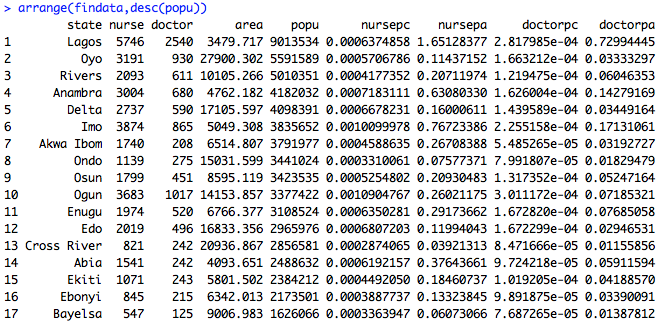 > arrange(findata,desc(popu))
state nurse doctor area popu nursepc nursepa doctorpc doctorpa
1 Lagos 5746 2540 3479.717 9013534 0.0006374858 1.65128377 2.817985e-04 0.72994445
2 Oyo 3191 930 27900.302 5591589 0.0005706786 0.11437152 1.663212e-04 0.03333297
3 Rivers 2093 611 10105.266 5010351 0.0004177352 0.20711974 1.219475e-04 0.06046353
4 Anambra 3004 680 4762.182 4182032 0.0007183111 0.63080330 1.626004e-04 0.14279169
5 Delta 2737 590 17105.597 4098391 0.0006678231 0.16000611 1.439589e-04 0.03449164
6 Imo 3874 865 5049.308 3835652 0.0010099978 0.76723386 2.255158e-04 0.17131061
7 Akwa Ibom 1740 208 6514.807 3791977 0.0004588635 0.26708388 5.485265e-05 0.03192727
8 Ondo 1139 275 15031.599 3441024 0.0003310061 0.07577371 7.991807e-05 0.01829479
9 Osun 1799 451 8595.119 3423535 0.0005254802 0.20930483 1.317352e-04 0.05247164
10 Ogun 3683 1017 14153.857 3377422 0.0010904767 0.26021175 3.011172e-04 0.07185321
11 Enugu 1974 520 6766.377 3108524 0.0006350281 0.29173662 1.672820e-04 0.07685058
12 Edo 2019 496 16833.356 2965976 0.0006807203 0.11994043 1.672299e-04 0.02946531
13 Cross River 821 242 20936.867 2856581 0.0002874065 0.03921313 8.471666e-05 0.01155856
14 Abia 1541 242 4093.651 2488632 0.0006192157 0.37643661 9.724218e-05 0.05911594
15 Ekiti 1071 243 5801.502 2384212 0.0004492050 0.18460737 1.019205e-04 0.04188570
16 Ebonyi 845 215 6342.013 2173501 0.0003887737 0.13323845 9.891875e-05 0.03390091
17 Bayelsa 547 125 9006.983 1626066 0.0003363947 0.06073066 7.687265e-05 0.01387812